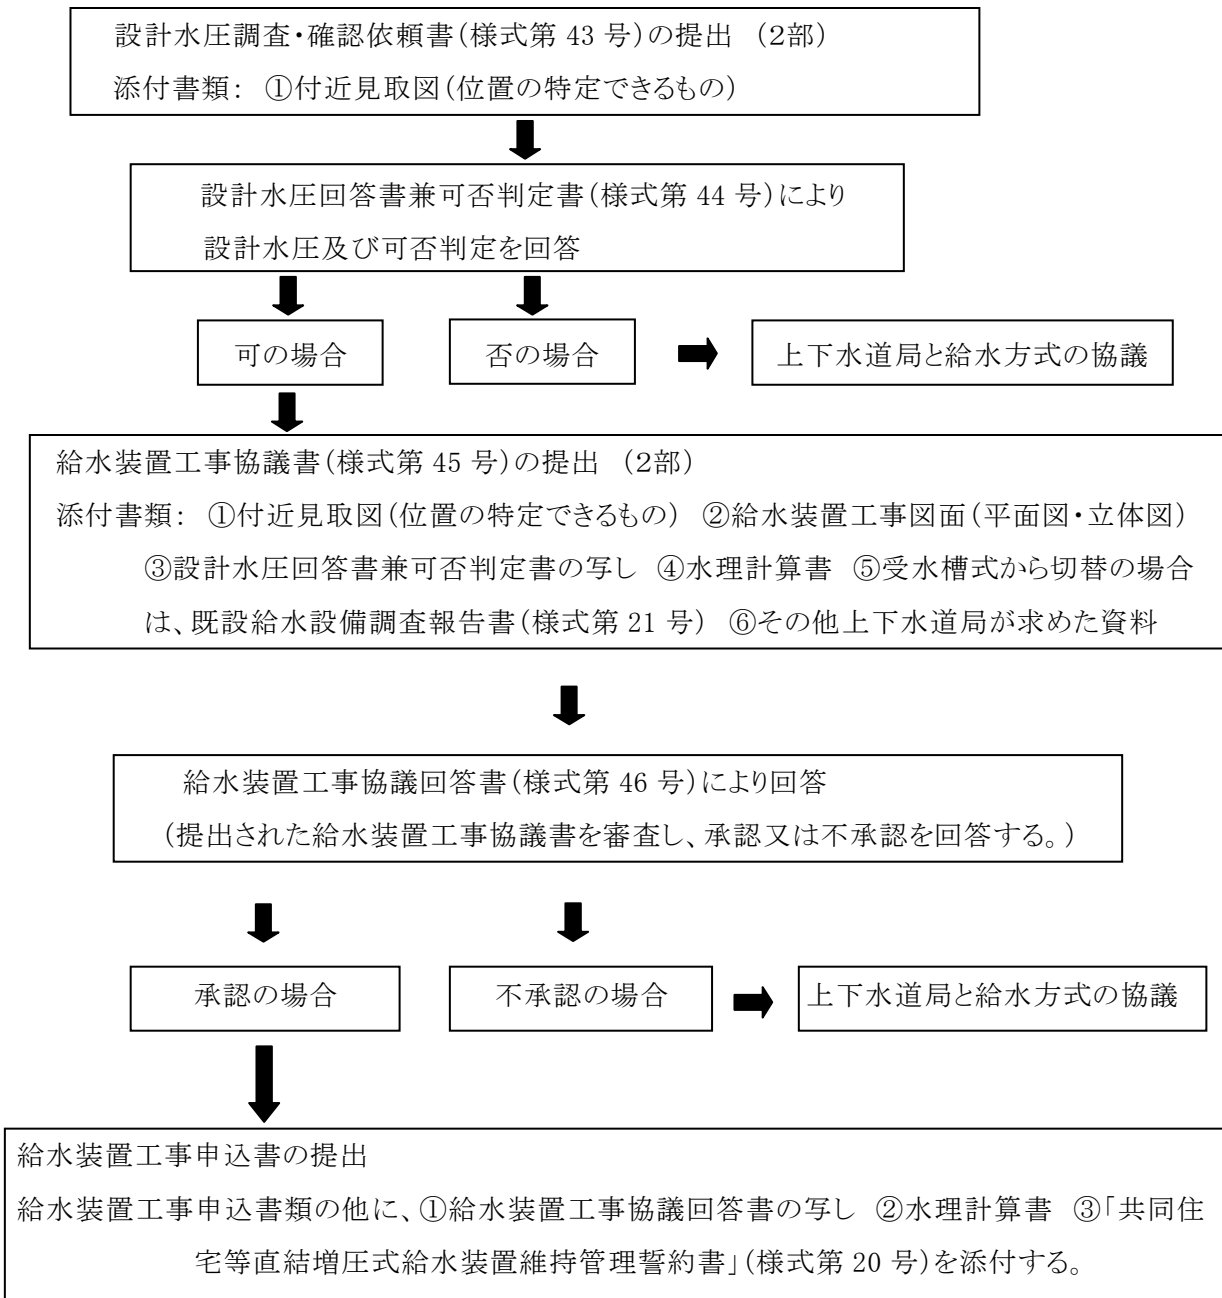 設計水圧調査・確認依頼書(様式第 43 号)の提出 (2部)
添付書類: ①付近見取図(位置の特定できるもの)
設計水圧回答書兼可否判定書(様式第 44 号)により
設計水圧及び可否判定を回答
可の場合
否の場合
上下水道局と給水方式の協議
給水装置工事協議書(様式第 45 号)の提出 (2部)
添付書類: ①付近見取図(位置の特定できるもの) ②給水装置工事図面(平面図・立体図)
③設計水圧回答書兼可否判定書の写し ④水理計算書 ⑤受水槽式から切替の場合
は、既設給水設備調査報告書(様式第 21 号) ⑥その他上下水道局が求めた資料
給水装置工事協議回答書(様式第 46 号)により回答
(提出された給水装置工事協議書を審査し、承認又は不承認を回答する。)
承認の場合
不承認の場合
上下水道局と給水方式の協議
給水装置工事申込書の提出
給水装置工事申込書類の他に、①給水装置工事協議回答書の写し ②水理計算書 ③「共同住
宅等直結増圧式給水装置維持管理誓約書」(様式第 20 号)を添付する。